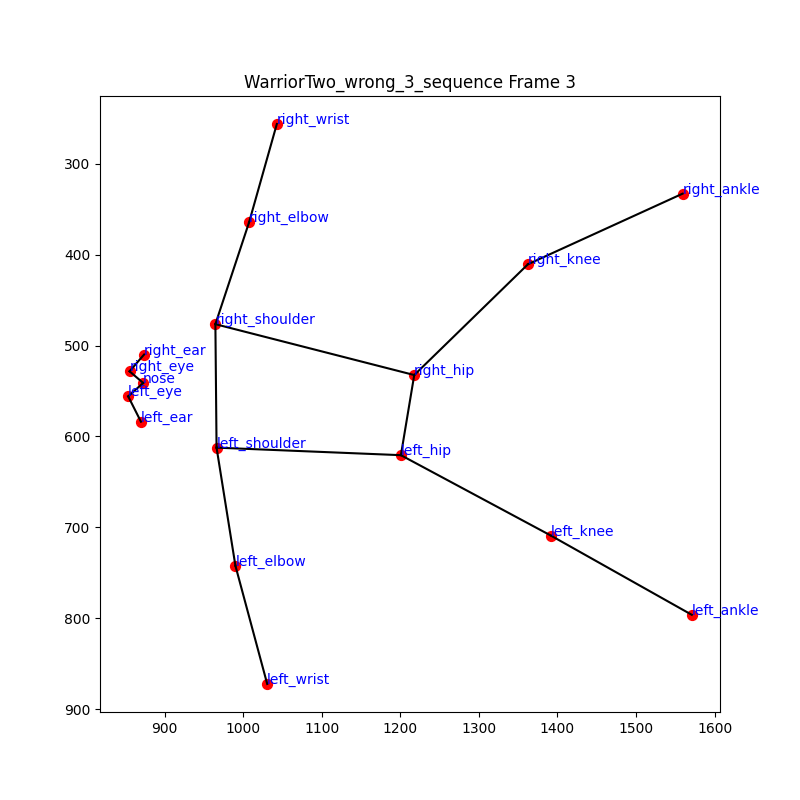 WarriorTwo_wrong_3_sequence Frame 3
right_wrist
right_ankle
right_elbow
right_knee
right_shoulder
right_ear
right_eye
right_hip
nose
left_eye
left_ear
left_shoulder
left_hip
left_knee
left_elbow
left_ankle
left_wrist
300
400
500
600
700
800
900
900 1000 1100 1200 1300 1400 1500 1600